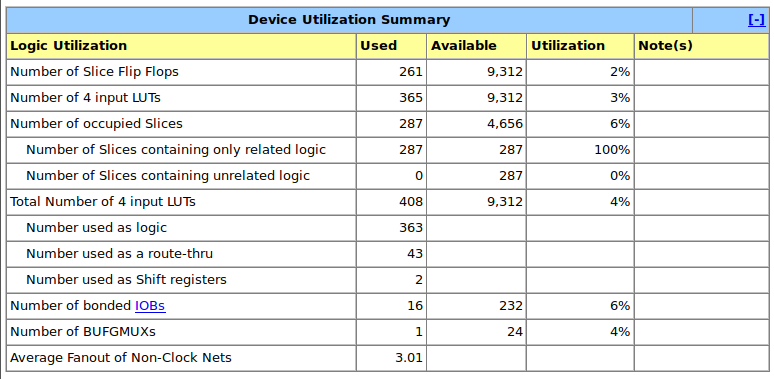 Device Utilization Summary [-]
Logic Utilization Used Available Utilization Note(s)
Number of Slice Flip Flops 261 9,312 2%
Number of 4 input LUTs 365 9,312 3%
Number of occupied Slices 287 4,656 6%
Number of Slices containing only related logic 287 287 100%
Number of Slices containing unrelated logic 0 287 0%
Total Number of 4 input LUTs 408 9,312 4%
Number used as logic 363
Number used as a route-thru 43
Number used as Shift registers 2
Number of bonded IOBs 16 232 6%
Number of BUFGMUXs 1 24 4%
Average Fanout of Non-Clock Nets 3.01